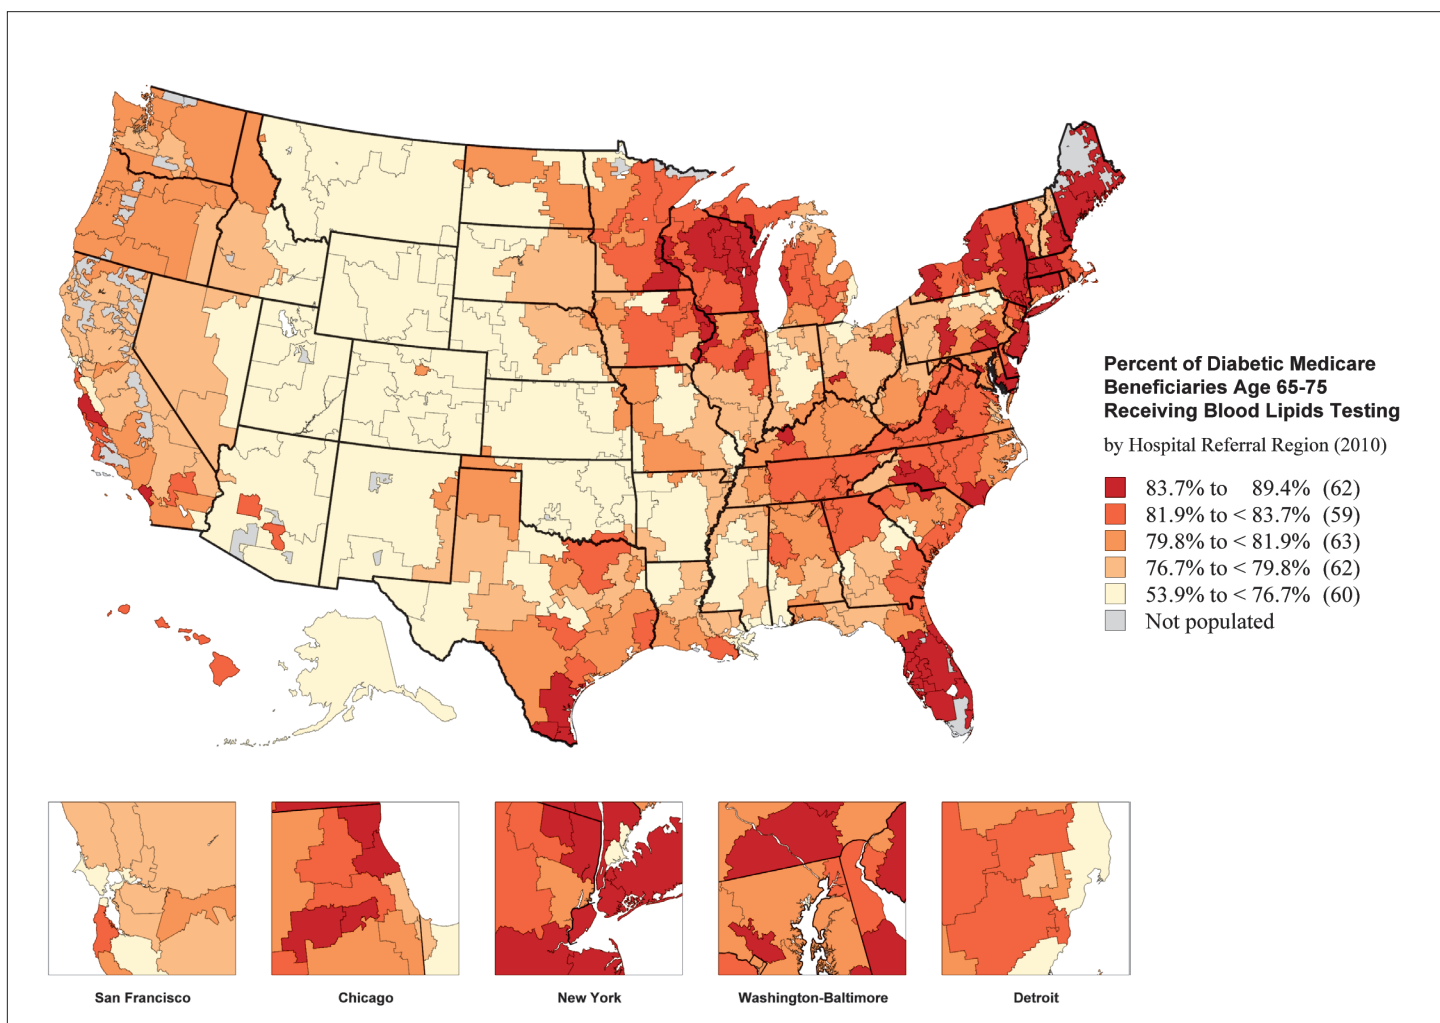 Percent of Diabetic Medicare
Beneficiaries Age 65-75
Receiving Blood Lipids Testing
by Hospital Referral Region (2010)
83.7% to 89.4% (62)
81.9% to < 83.7% (59)
79.8% to < 81.9% (63)
76.7% to < 79.8% (62)
53.9% to < 76.7% (60)
Not populated
San Francisco
Chicago
New York
Washington-Baltimore
Detroit